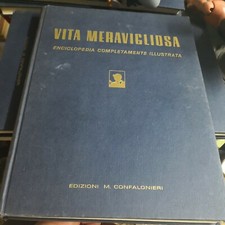 VITA MERAVIGLIOSA
ENCICLOPEDIA COMPLETAMENTE ILLUSTRATA
EDIZIONI M. CONFALONIERI